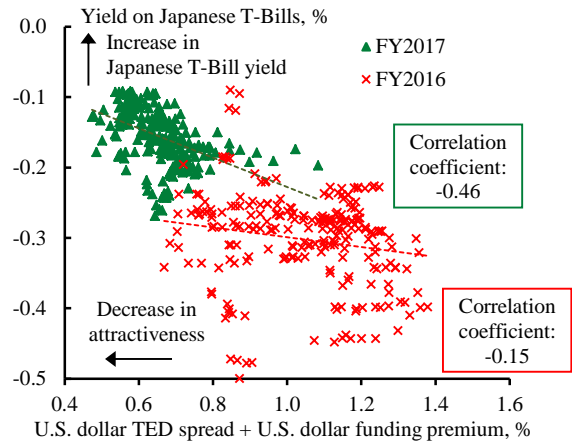 Yield on Japanese T-Bills, %
0.0
-0.1
-0.2
-0.3
-0.4
-0.5
Increase in
Japanese T-Bill yield
FY2017
FY2016
Correlation
coefficient:
-0.46
Decrease in
attractiveness
Correlation
coefficient:
-0.15
0.4 0.6 0.8 1.0 1.2 1.4 1.6
U.S. dollar TED spread + U.S. dollar funding premium, %